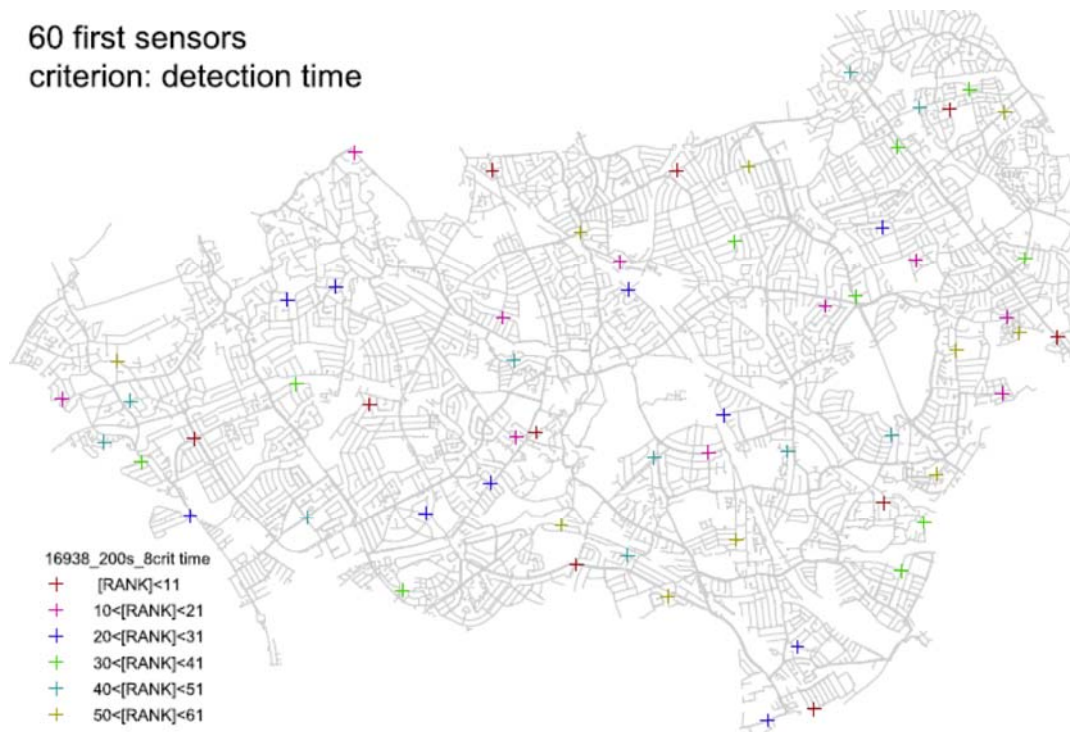 60 first sensors
criterion: detection time
16938_200s_8crit time
[RANK]<11
10<[RANK]<21
20<[RANK]<31
30<[RANK]<41
40<[RANK]<51
50<[RANK]<61